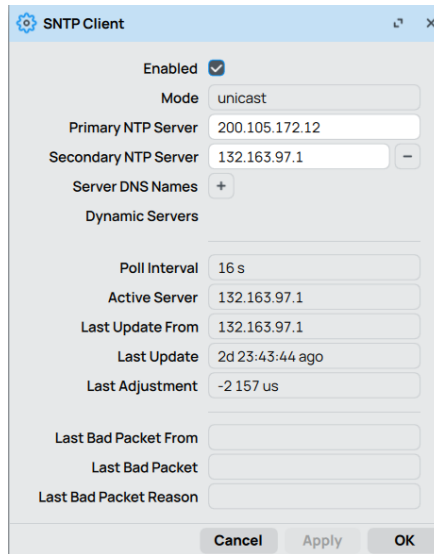 SNTP Client
Enabled
Mode unicast
Primary NTP Server 200.105.172.12
Secondary NTP Server 132.163.97.1 −
Server DNS Names +
Dynamic Servers
Poll Interval 16 s
Active Server 132.163.97.1
Last Update From 132.163.97.1
Last Update 2d 23:43:44 ago
Last Adjustment -2 157 us
Last Bad Packet From
Last Bad Packet
Last Bad Packet Reason
Cancel Apply OK